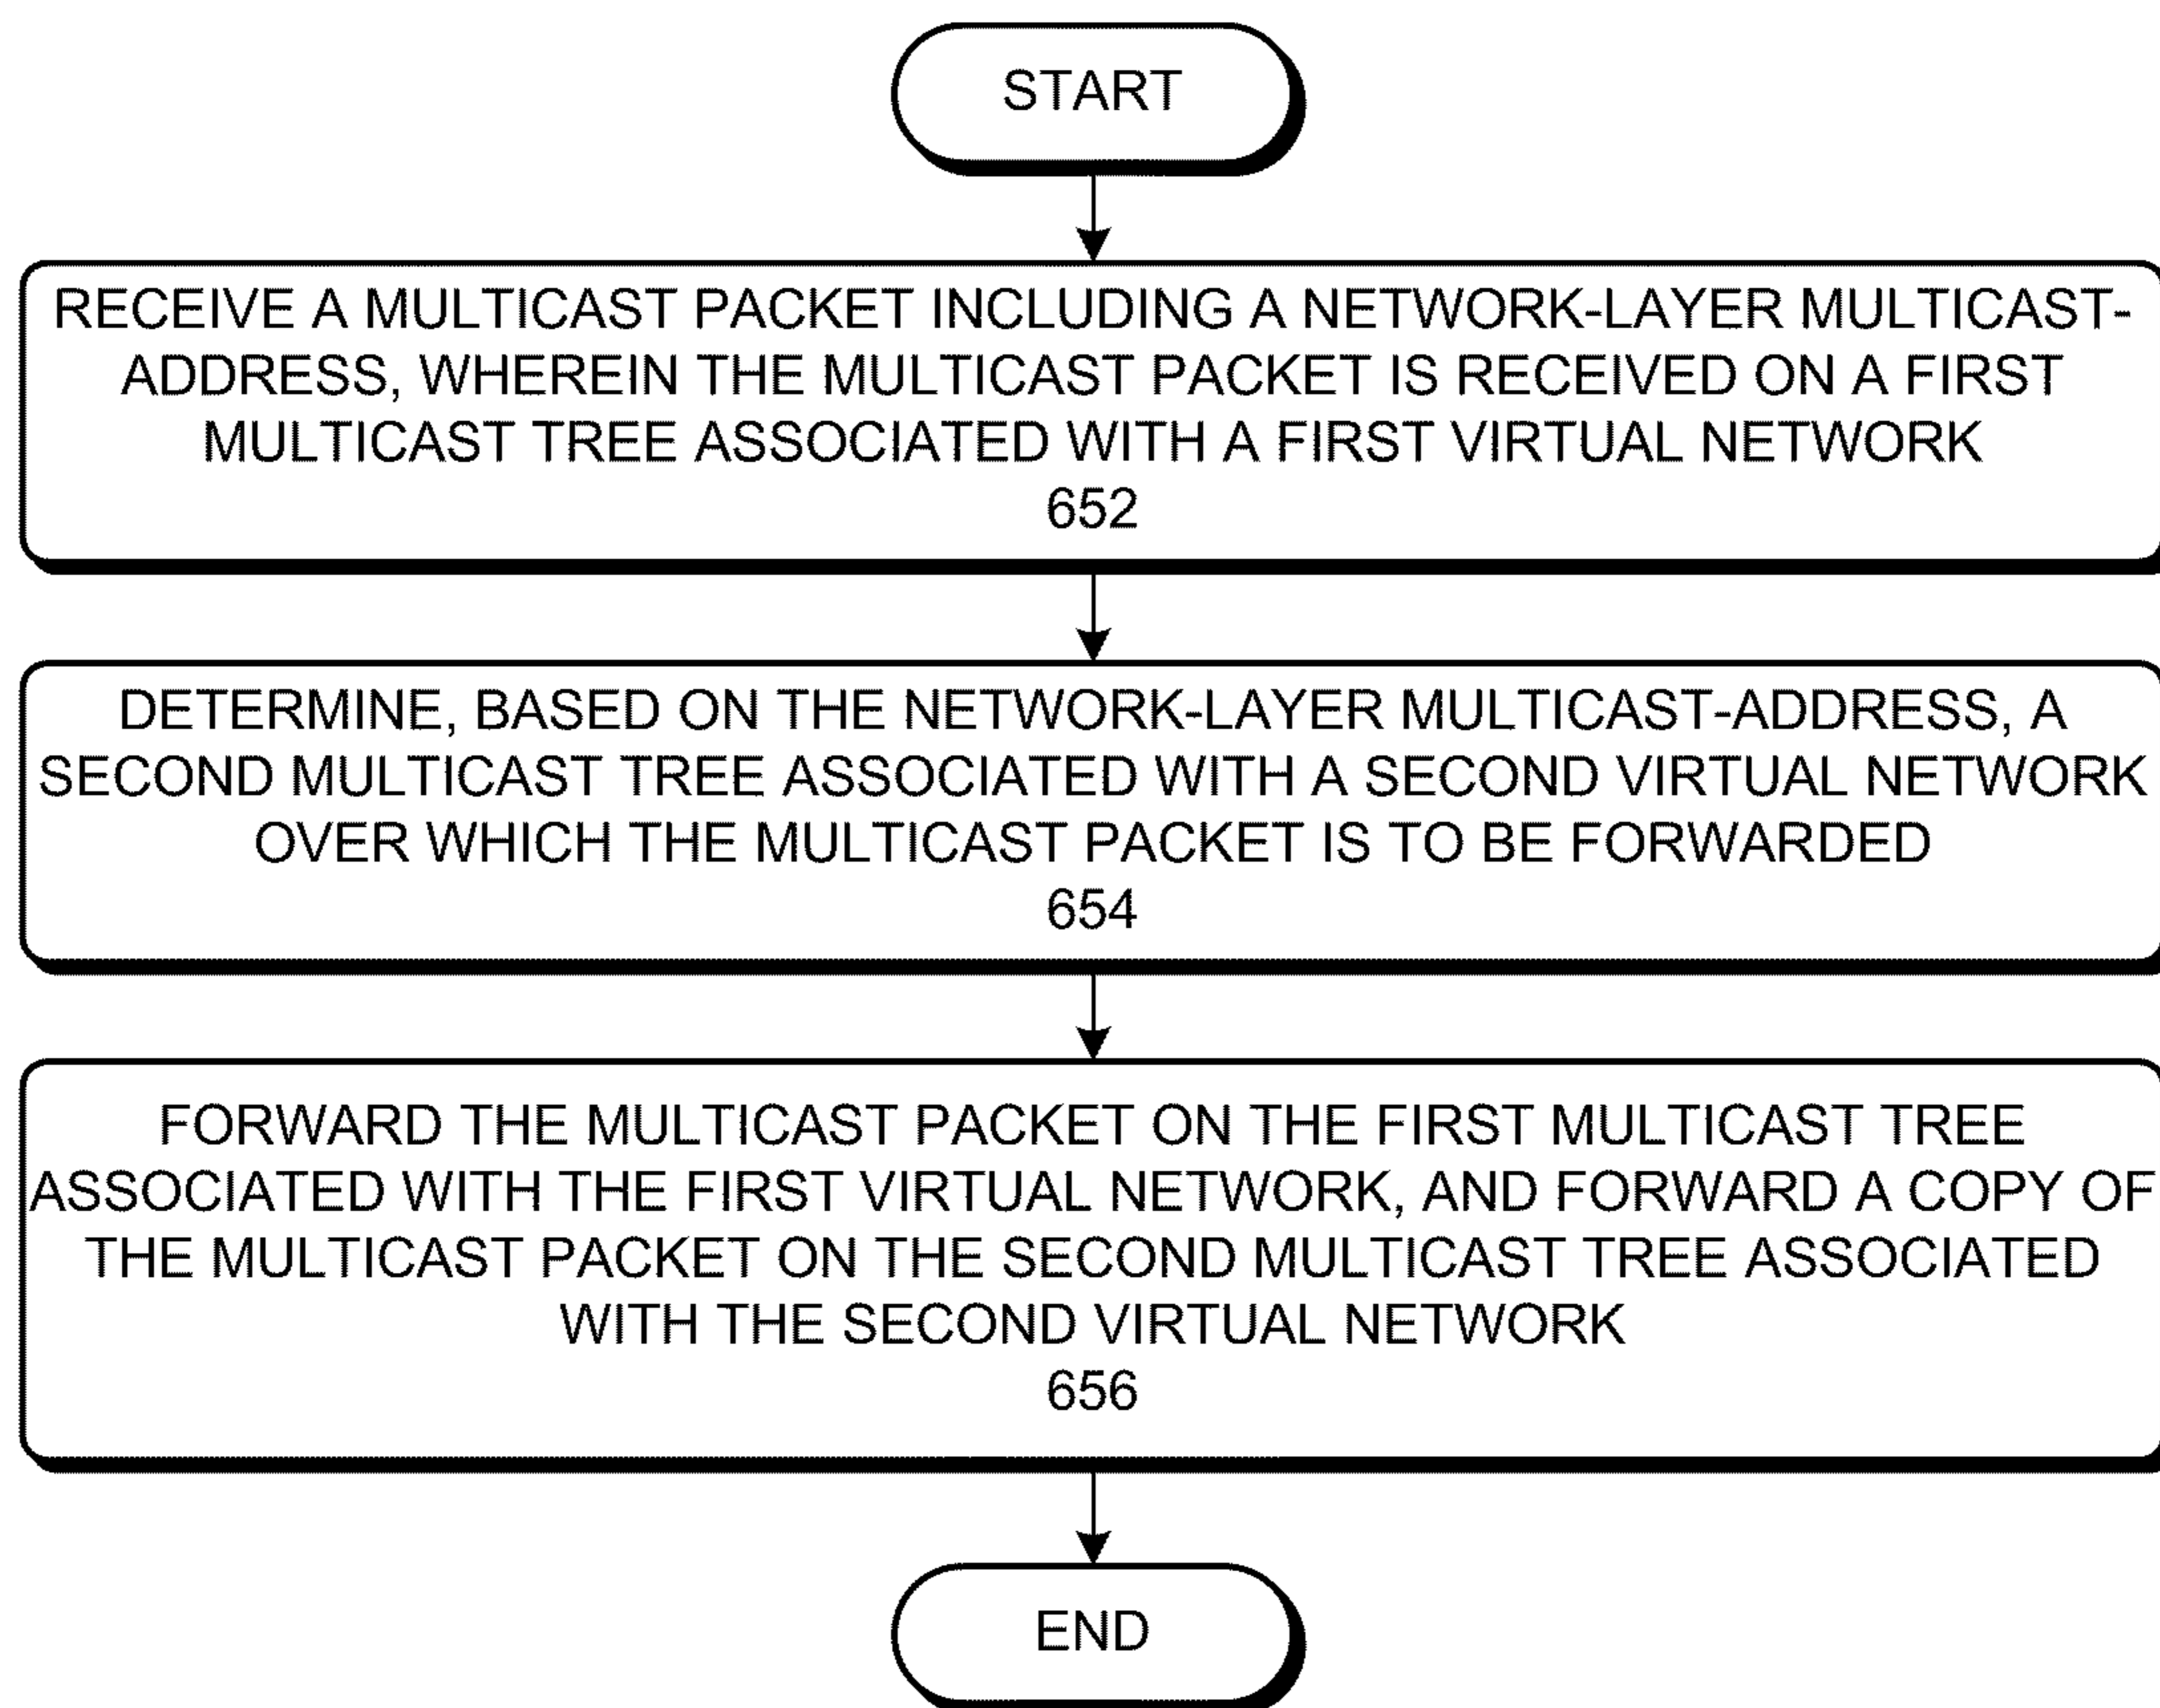 START
RECEIVE A MULTICAST PACKET INCLUDING A NETWORK-LAYER MULTICAST-
ADDRESS, WHEREIN THE MULTICAST PACKET IS RECEIVED ON A FIRST
MULTICAST TREE ASSOCIATED WITH A FIRST VIRTUAL NETWORK
652
DETERMINE, BASED ON THE NETWORK-LAYER MULTICAST-ADDRESS, A
SECOND MULTICAST TREE ASSOCIATED WITH A SECOND VIRTUAL NETWORK
OVER WHICH THE MULTICAST PACKET IS TO BE FORWARDED
654
FORWARD THE MULTICAST PACKET ON THE FIRST MULTICAST TREE
ASSOCIATED WITH THE FIRST VIRTUAL NETWORK, AND FORWARD A COPY OF
THE MULTICAST PACKET ON THE SECOND MULTICAST TREE ASSOCIATED
WITH THE SECOND VIRTUAL NETWORK
656
END